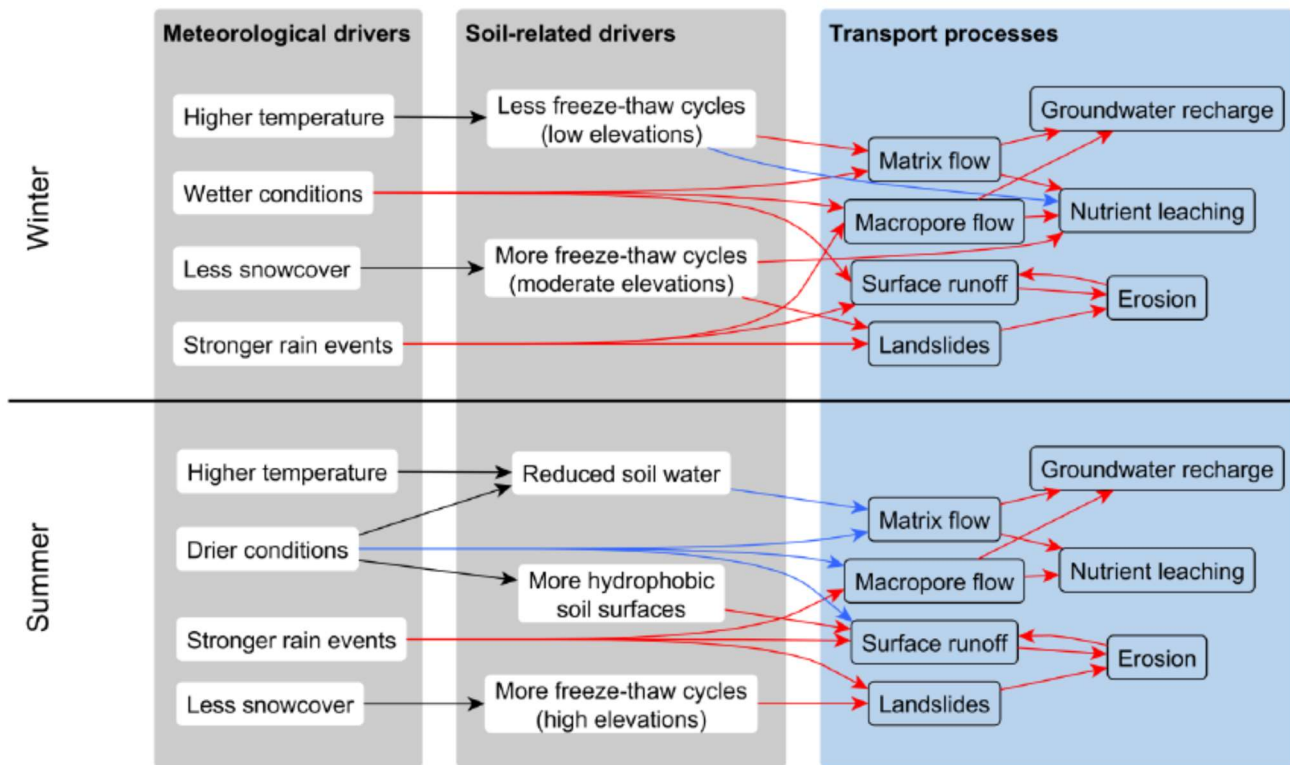 Meteorological drivers
Soil-related drivers
Transport processes
Winter
Higher temperature
Wetter conditions
Less snowcover
Stronger rain events
Less freeze-thaw cycles
(low elevations)
More freeze-thaw cycles
(moderate elevations)
Matrix flow
Macropore flow
Surface runoff
Landslides
Groundwater recharge
Nutrient leaching
Erosion
Summer
Higher temperature
Drier conditions
Stronger rain events
Less snowcover
Reduced soil water
More hydrophobic
soil surfaces
More freeze-thaw cycles
(high elevations)
Matrix flow
Macropore flow
Surface runoff
Landslides
Groundwater recharge
Nutrient leaching
Erosion